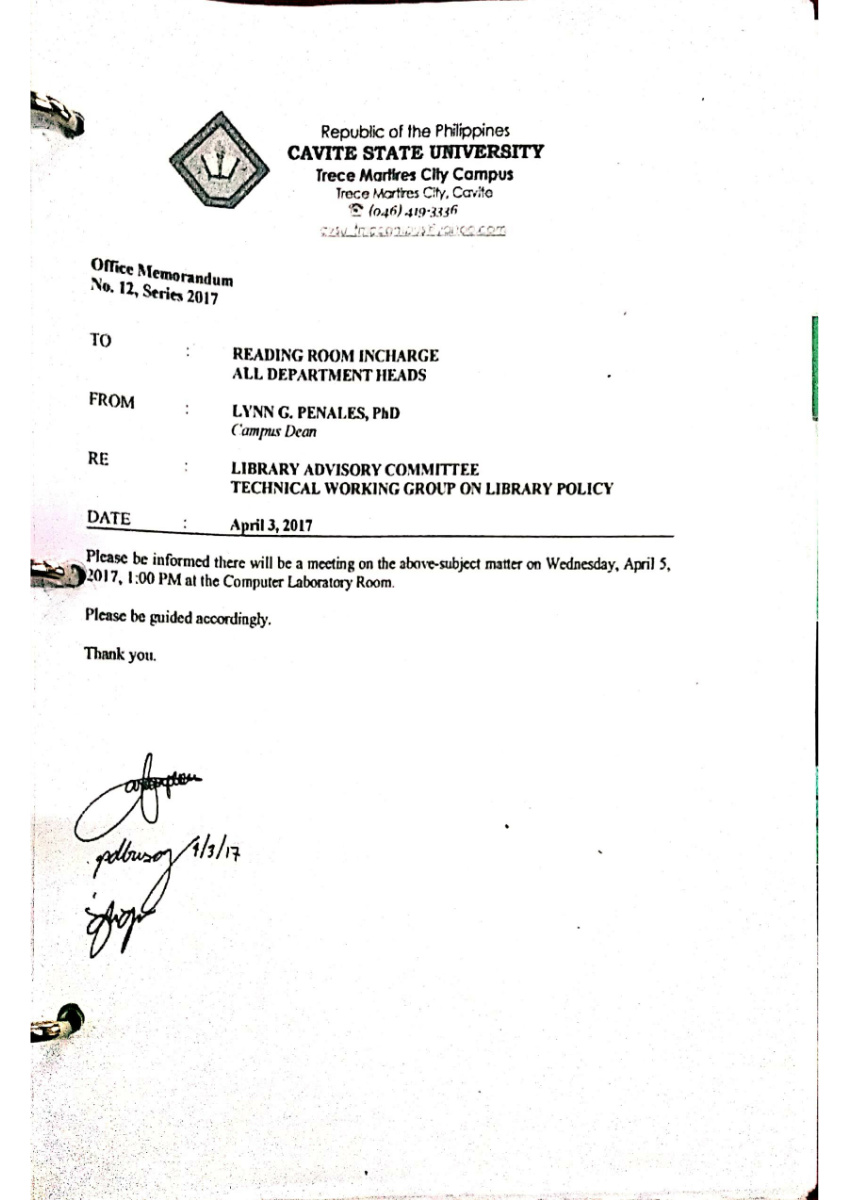 Republic of the Philippines
CAVITE STATE UNIVERSITY
Trece Martires City Campus
Trece Martires City, Cavite
☎ (046) 419-3336
Office Memorandum
No. 12, Series 2017
TO : READING ROOM INCHARGE
ALL DEPARTMENT HEADS
FROM : LYNN G. PENALES, PhD
Campus Dean
RE : LIBRARY ADVISORY COMMITTEE
TECHNICAL WORKING GROUP ON LIBRARY POLICY
DATE : April 3, 2017
Please be informed there will be a meeting on the above-subject matter on Wednesday, April 5,
2017, 1:00 PM at the Computer Laboratory Room.
Please be guided accordingly.
Thank you.
4/3/17